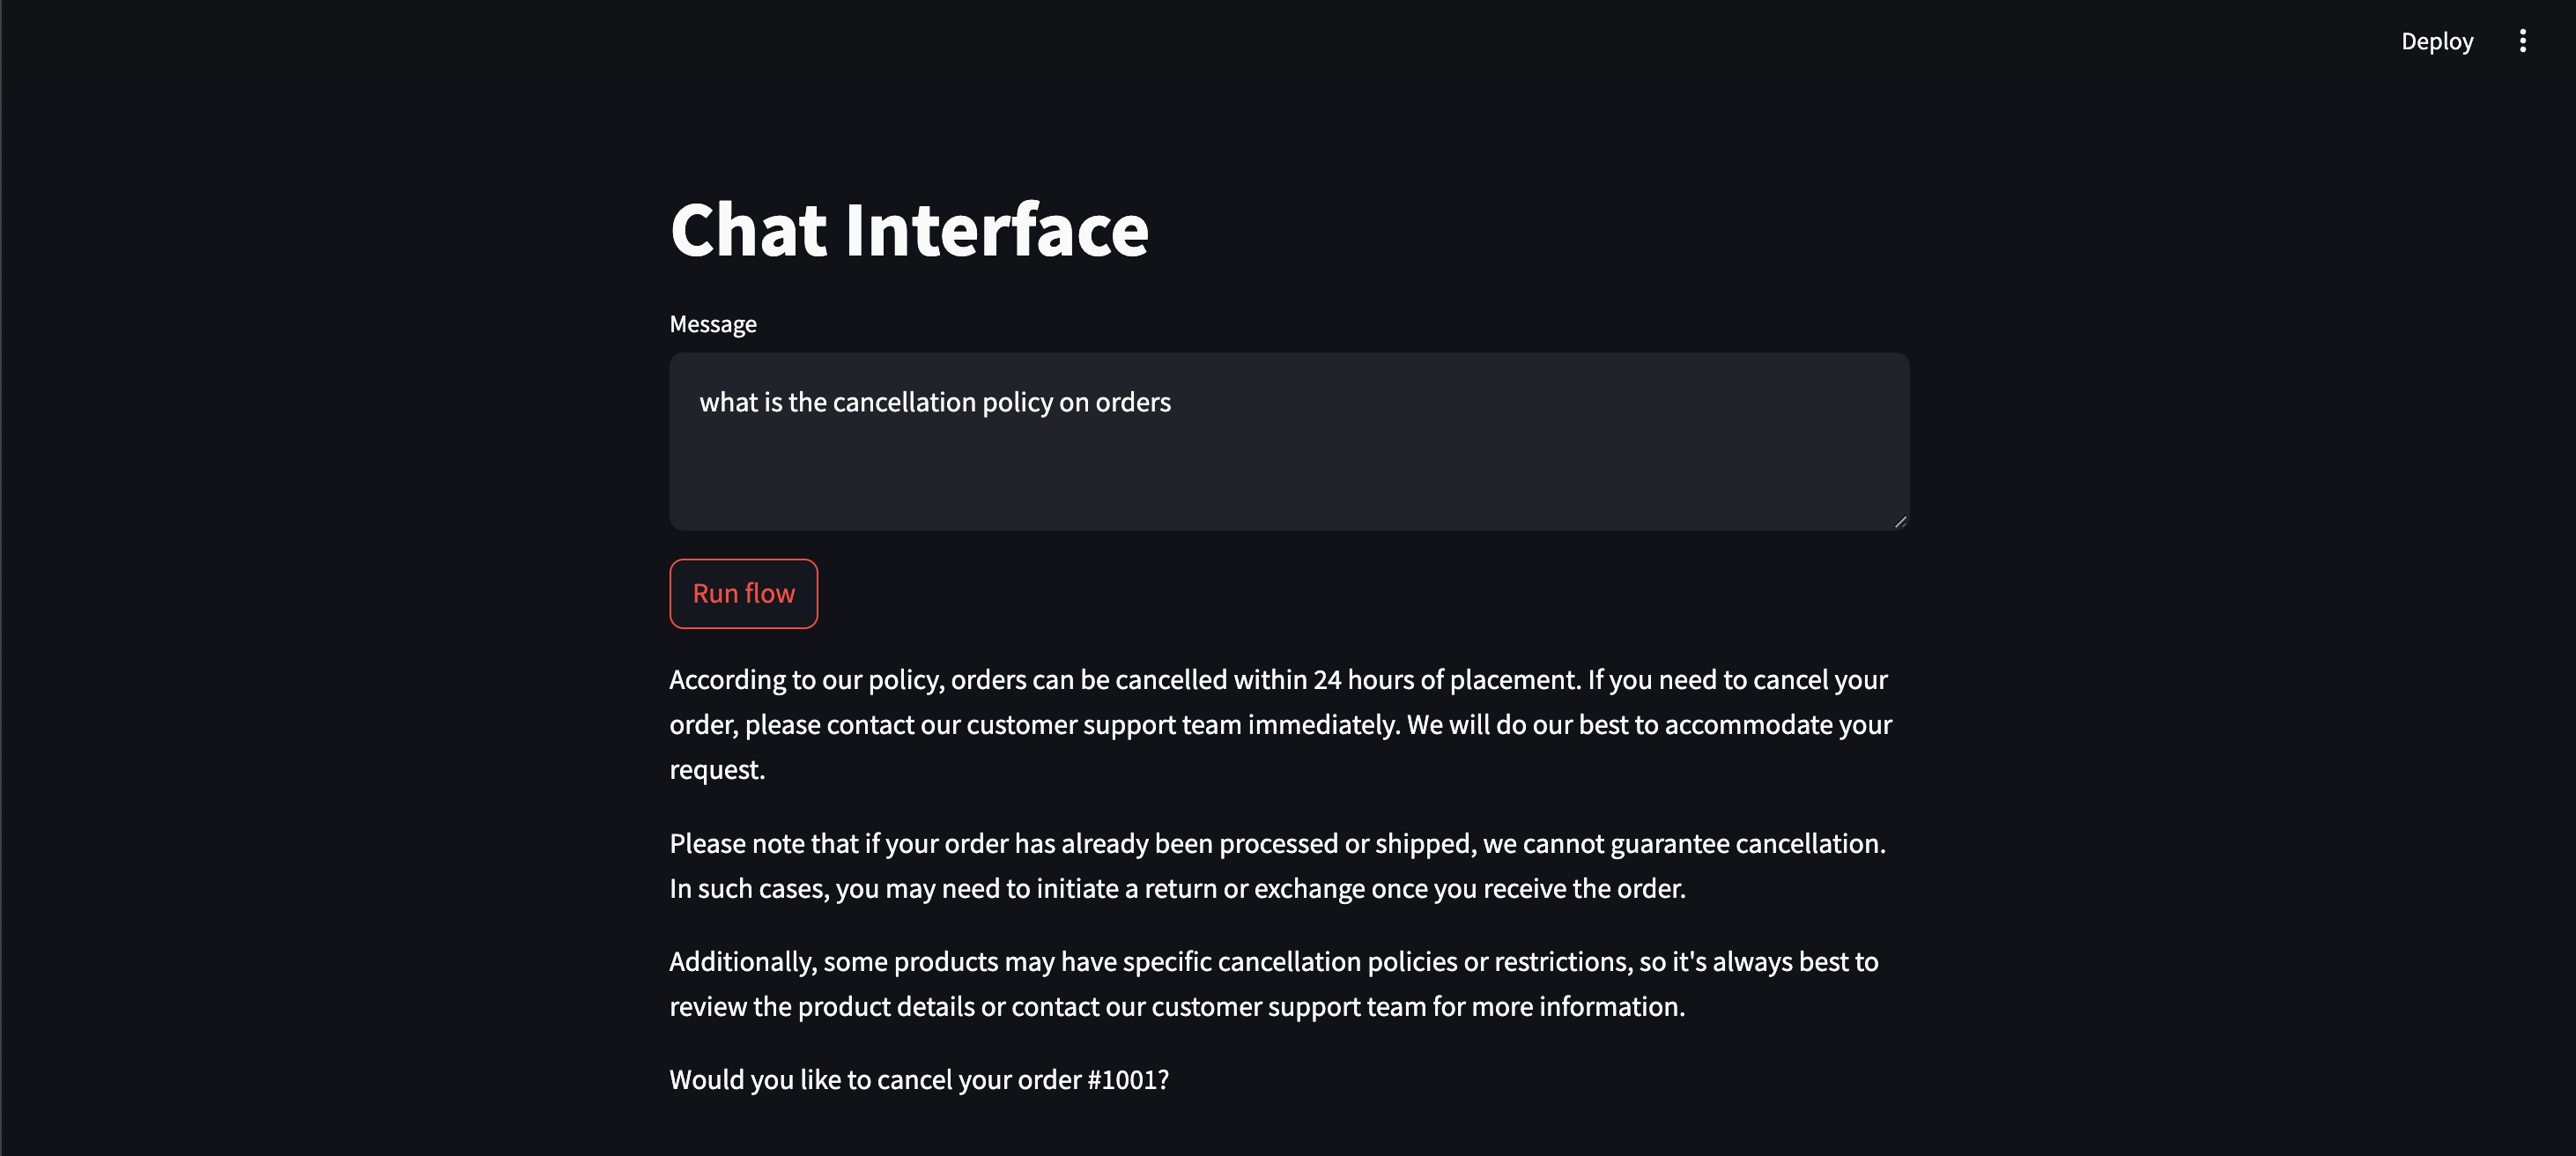 Deploy
Chat Interface
Message
what is the cancellation policy on orders
Run flow
According to our policy, orders can be cancelled within 24 hours of placement. If you need to cancel your
order, please contact our customer support team immediately. We will do our best to accommodate your
request.
Please note that if your order has already been processed or shipped, we cannot guarantee cancellation.
In such cases, you may need to initiate a return or exchange once you receive the order.
Additionally, some products may have specific cancellation policies or restrictions, so it's always best to
review the product details or contact our customer support team for more information.
Would you like to cancel your order #1001?